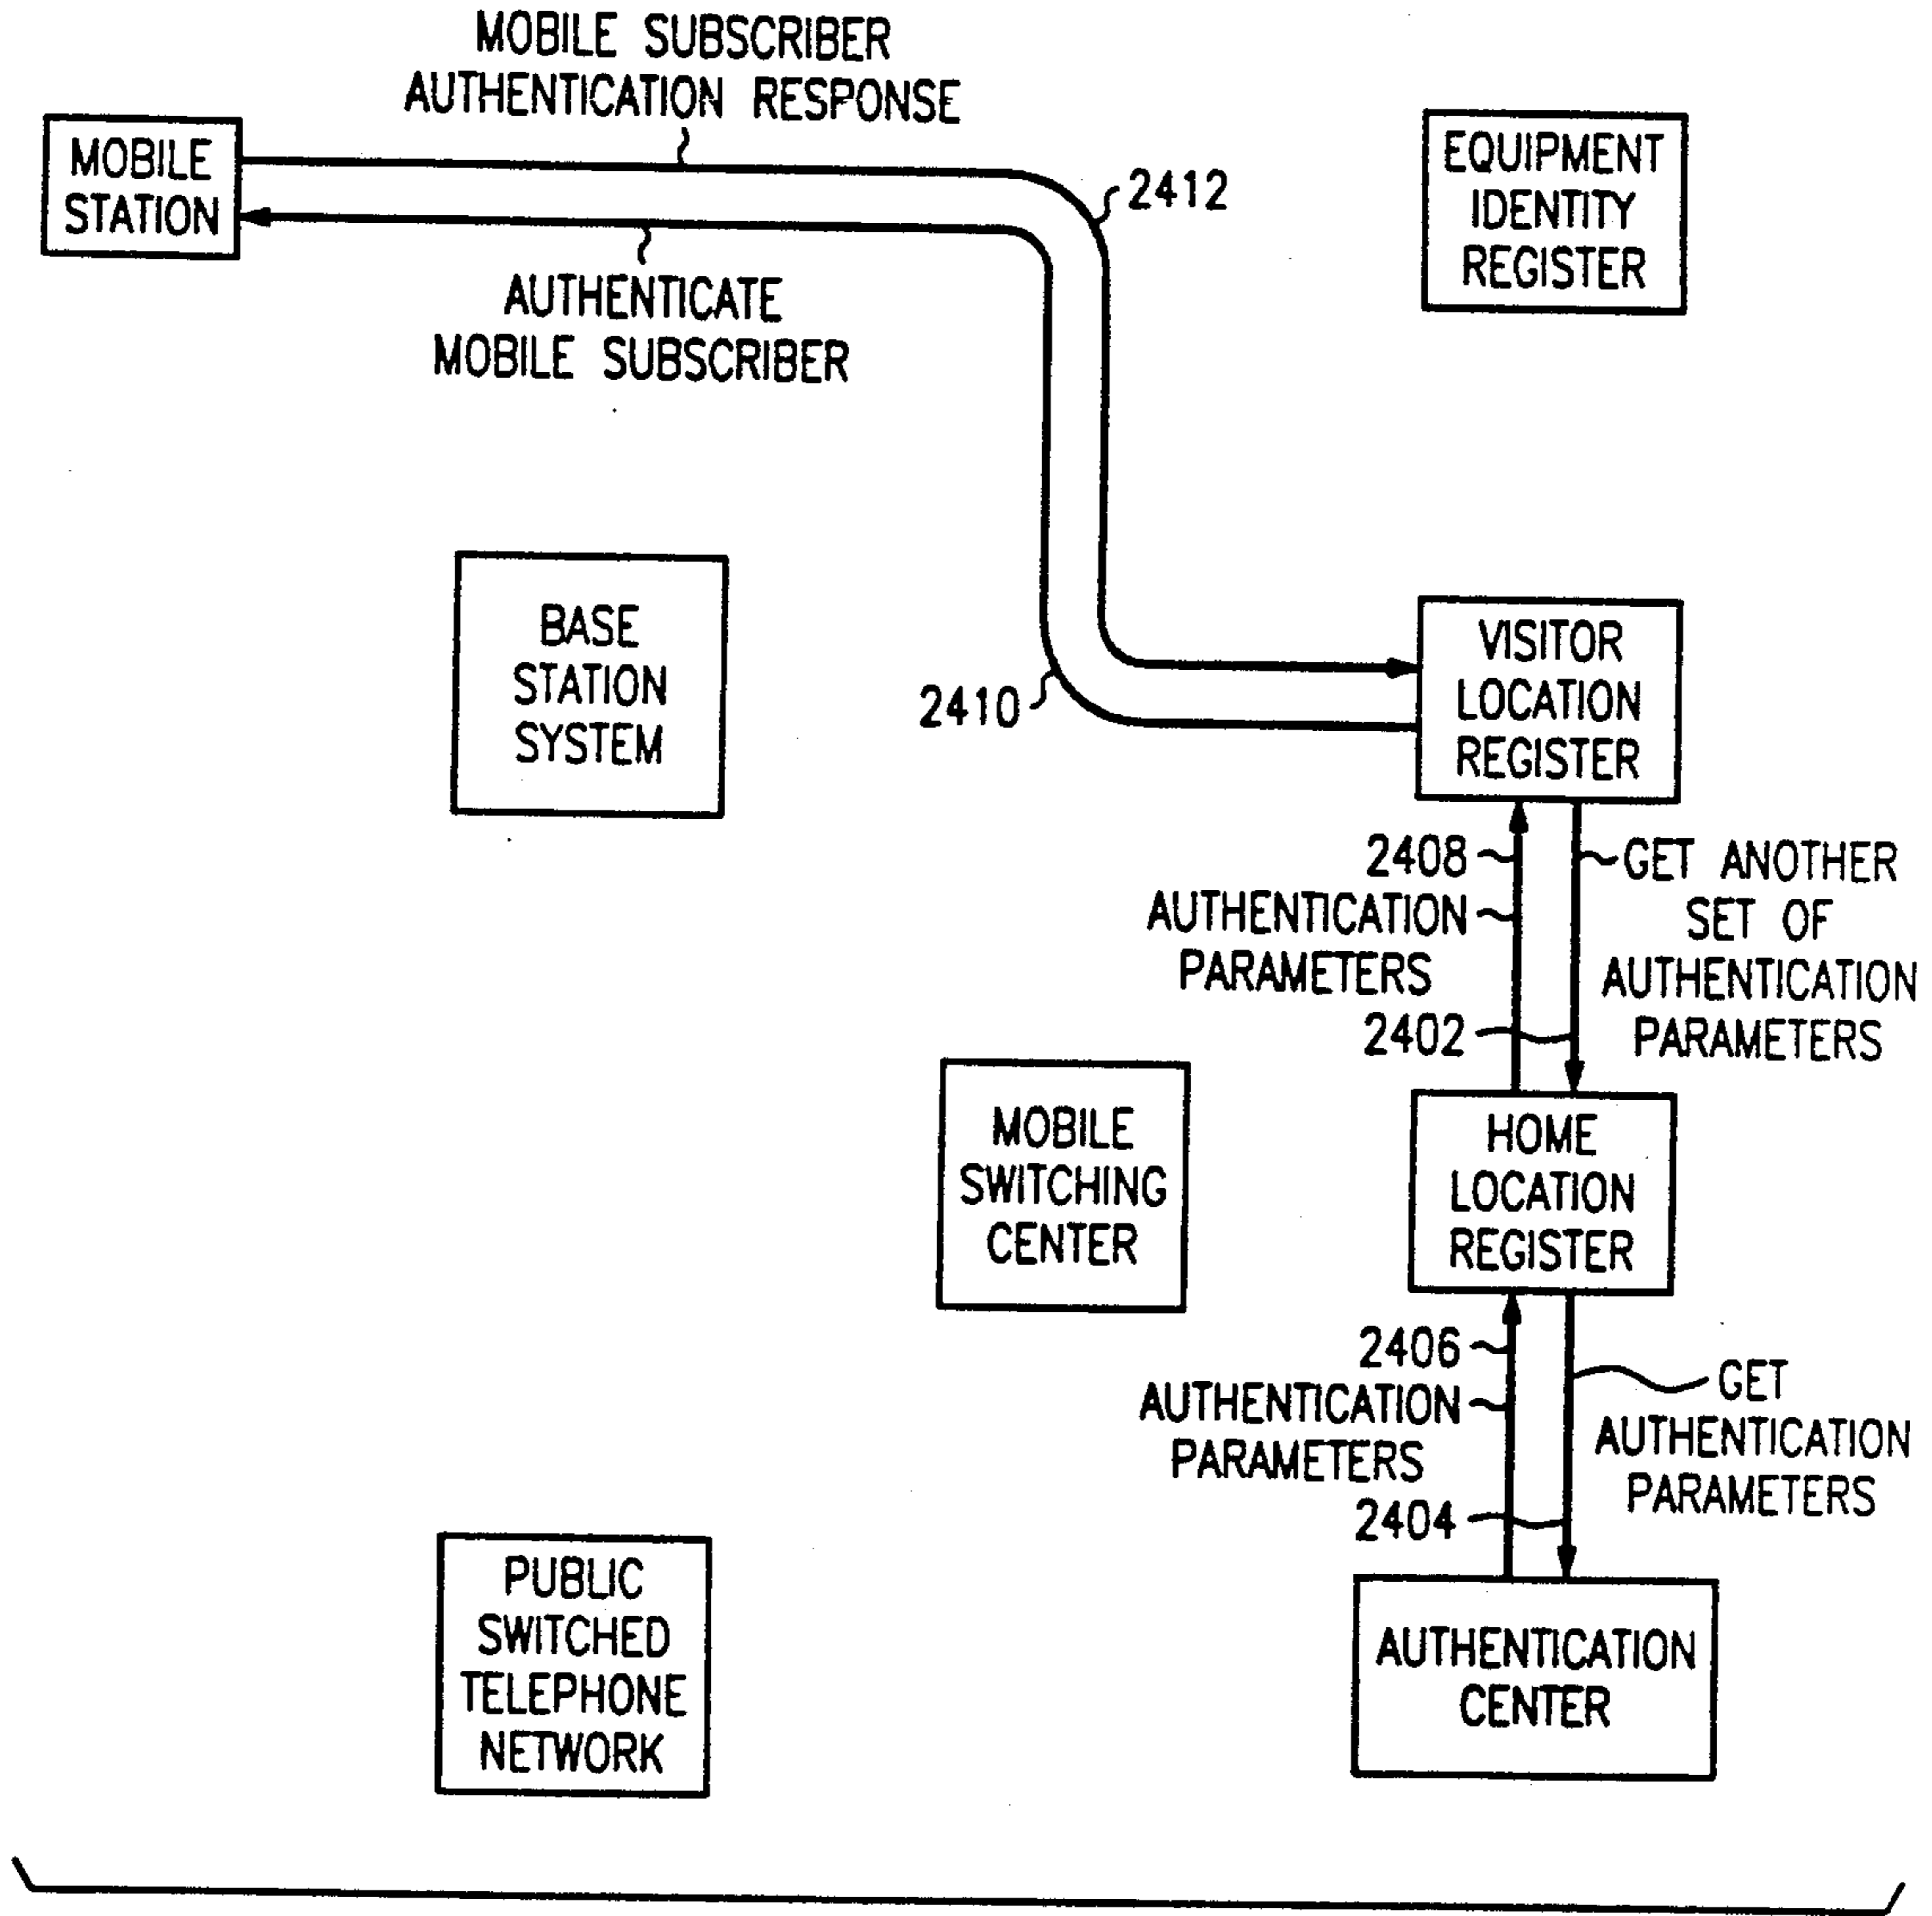 MOBILE SUBSCRIBER
AUTHENTICATION RESPONSE
MOBILE
STATION
2412
EQUIPMENT
IDENTITY
REGISTER
AUTHENTICATE
MOBILE SUBSCRIBER
BASE
STATION
SYSTEM
2410
VISITOR
LOCATION
REGISTER
2408
AUTHENTICATION
PARAMETERS
2402
GET ANOTHER
SET OF
AUTHENTICATION
PARAMETERS
MOBILE
SWITCHING
CENTER
HOME
LOCATION
REGISTER
2406
AUTHENTICATION
PARAMETERS
2404
GET
AUTHENTICATION
PARAMETERS
PUBLIC
SWITCHED
TELEPHONE
NETWORK
AUTHENTICATION
CENTER